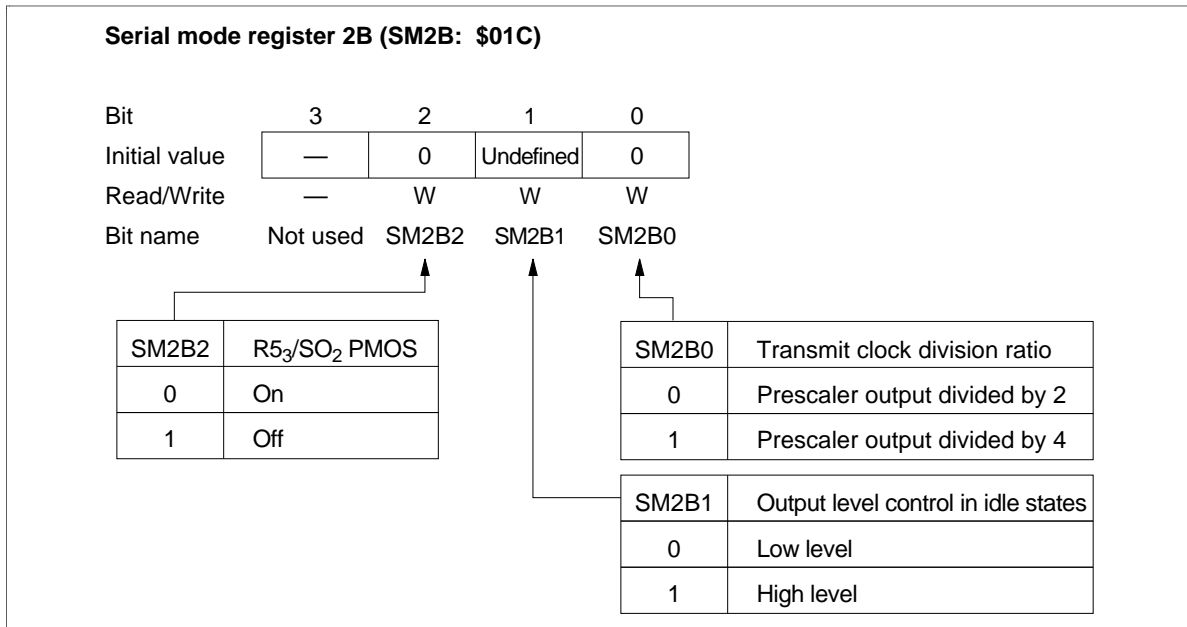 Serial mode register 2B (SM2B: $01C)
Bit 3 2 1 0
Initial value — 0 Undefined 0
Read/Write — W W W
Bit name Not used SM2B2 SM2B1 SM2B0
SM2B2 R5₃/SO₂ PMOS
0 On
1 Off
SM2B0 Transmit clock division ratio
0 Prescaler output divided by 2
1 Prescaler output divided by 4
SM2B1 Output level control in idle states
0 Low level
1 High level